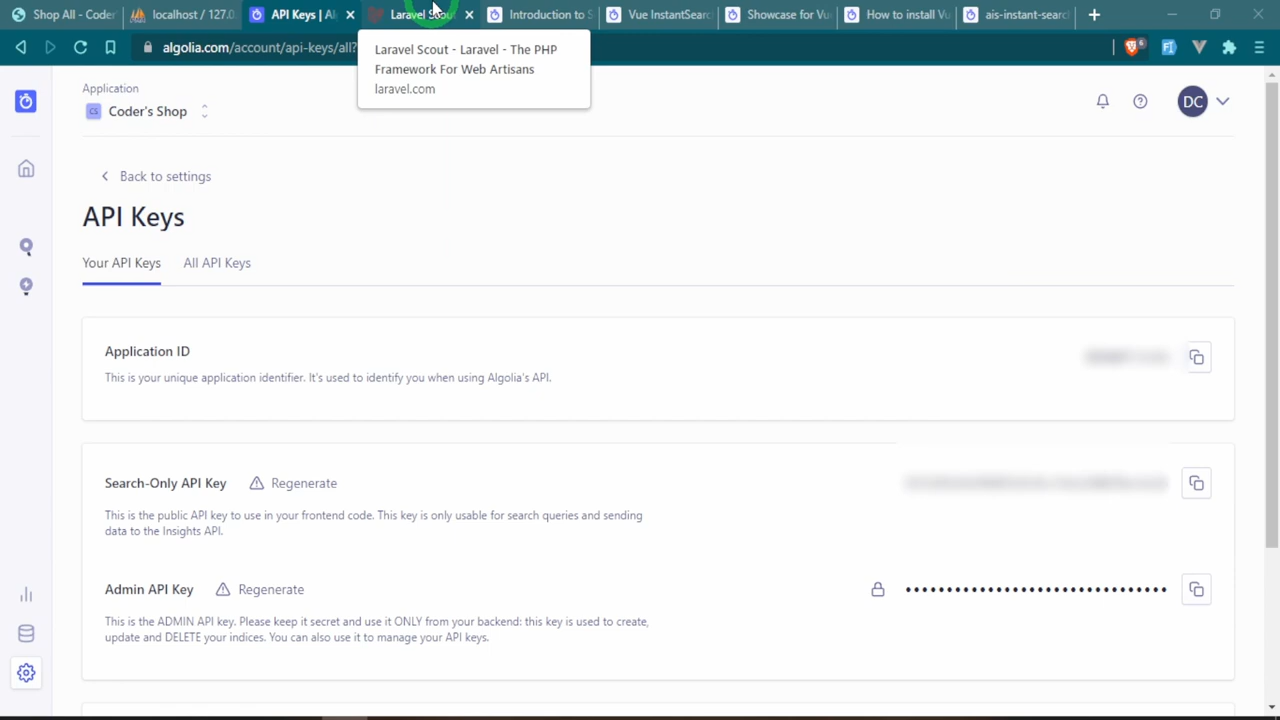 Shop All - Coder
localhost / 127.0
API Keys | Al
Laravel Scout
Introduction to S
Vue InstantSearc
Showcase for Vu
How to install Vu
ais-instant-searc
algolia.com/account/api-keys/all?
6
Laravel Scout - Laravel - The PHP
Framework For Web Artisans
laravel.com
Application
CS
Coder's Shop
DC
Back to settings
API Keys
Your API Keys
All API Keys
Application ID
This is your unique application identifier. It's used to identify you when using Algolia's API.
Search-Only API Key
Regenerate
This is the public API key to use in your frontend code. This key is only usable for search queries and sending
data to the Insights API.
Admin API Key
Regenerate
This is the ADMIN API key. Please keep it secret and use it ONLY from your backend: this key is used to create,
update and DELETE your indices. You can also use it to manage your API keys.